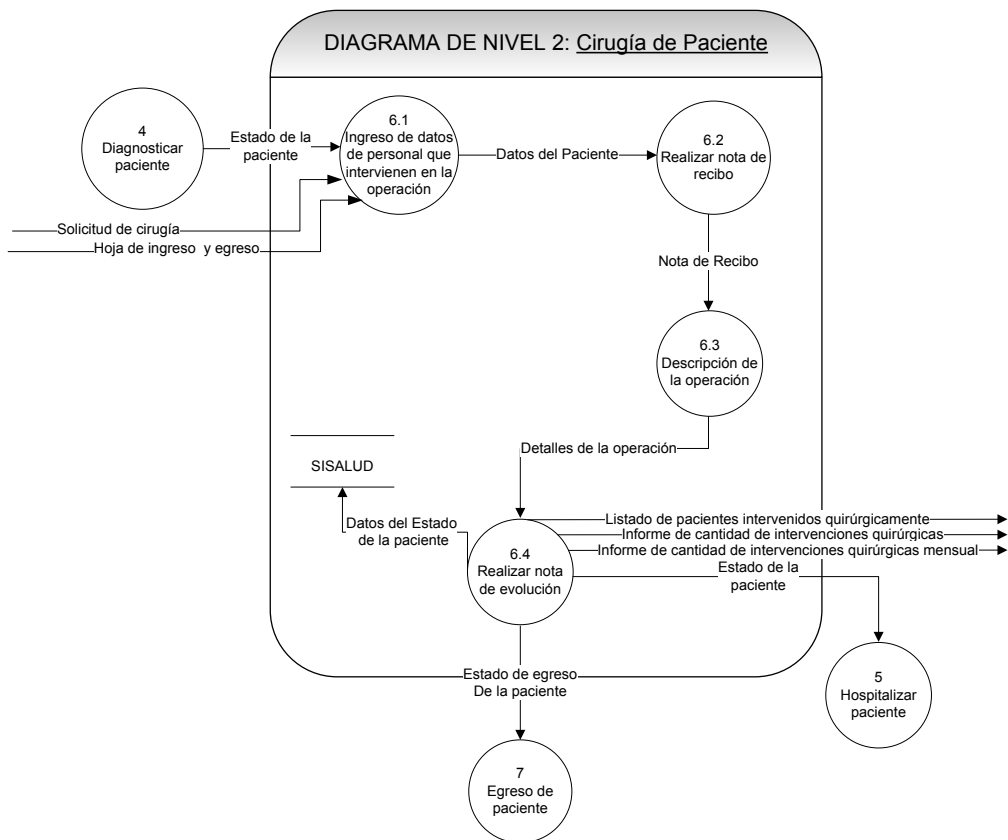 DIAGRAMA DE NIVEL 2: Cirugía de Paciente
4
Diagnosticar
paciente
Estado de la
paciente
6.1
Ingreso de datos
de personal que
intervienen en la
operación
Datos del Paciente
6.2
Realizar nota de
recibo
Solicitud de cirugía
Hoja de ingreso y egreso
Nota de Recibo
6.3
Descripción de
la operación
Detalles de la operación
SISALUD
Datos del Estado
de la paciente
6.4
Realizar nota
de evolución
Listado de pacientes intervenidos quirúrgicamente
Informe de cantidad de intervenciones quirúrgicas
Informe de cantidad de intervenciones quirúrgicas mensual
Estado de la
paciente
5
Hospitalizar
paciente
Estado de egreso
De la paciente
7
Egreso de
paciente